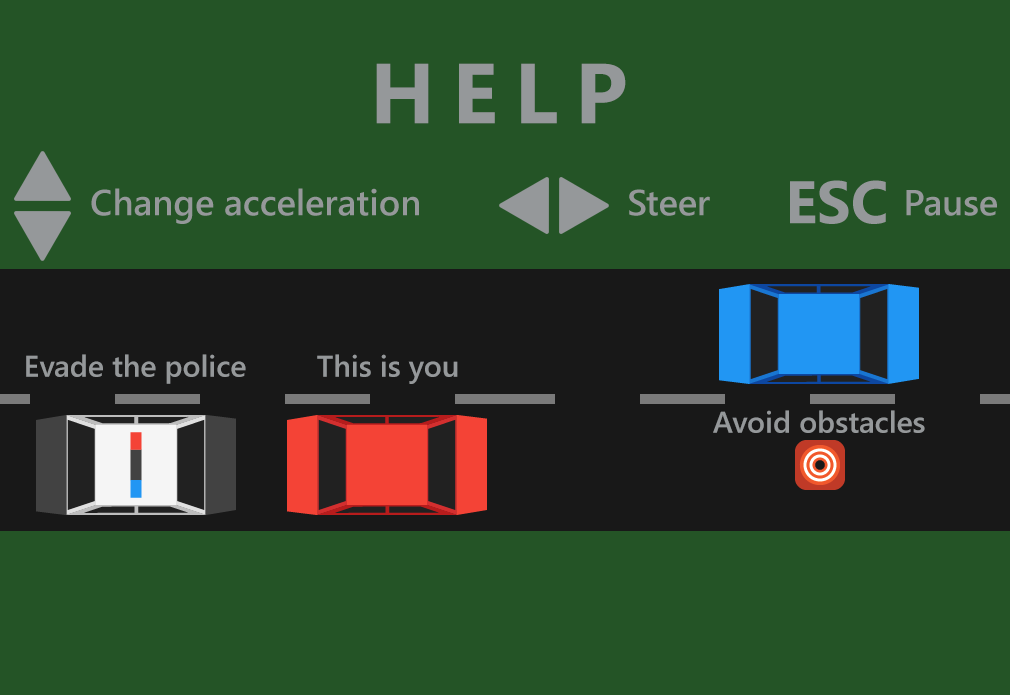 HELP
Change acceleration
Steer
ESC Pause
Evade the police
This is you
Avoid obstacles